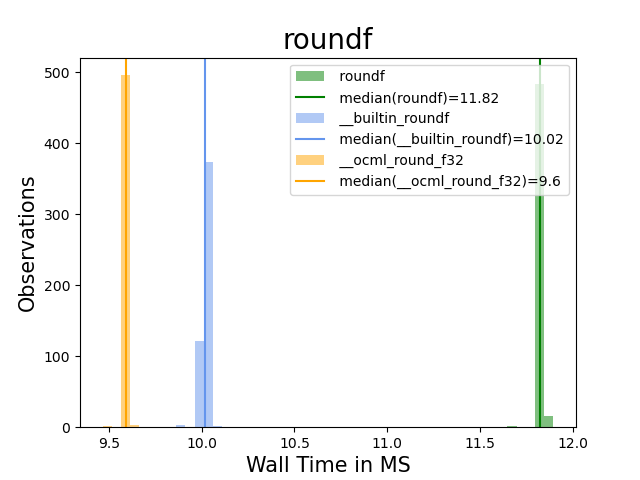 roundf
roundf
median(roundf)=11.82
__builtin_roundf
median(__builtin_roundf)=10.02
__ocml_round_f32
median(__ocml_round_f32)=9.6
500
400
300
200
100
0
Observations
9.5 10.0 10.5 11.0 11.5 12.0
Wall Time in MS